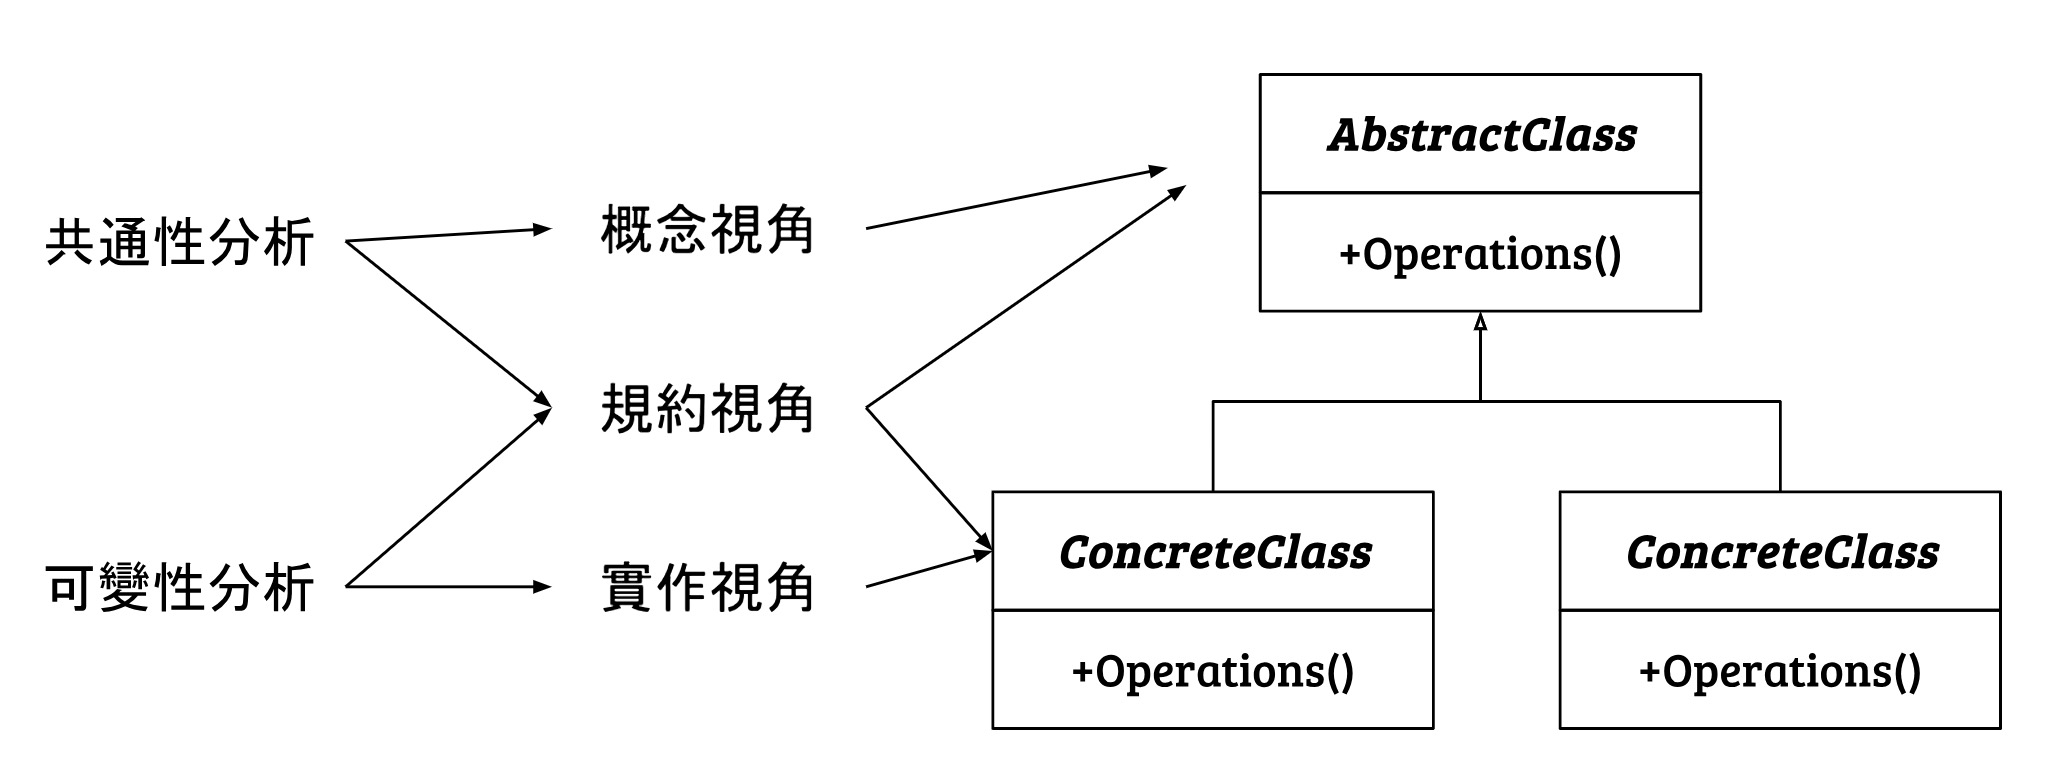 共通性分析
可變性分析
概念視角
規約視角
實作視角
AbstractClass
+Operations()
ConcreteClass
+Operations()
ConcreteClass
+Operations()